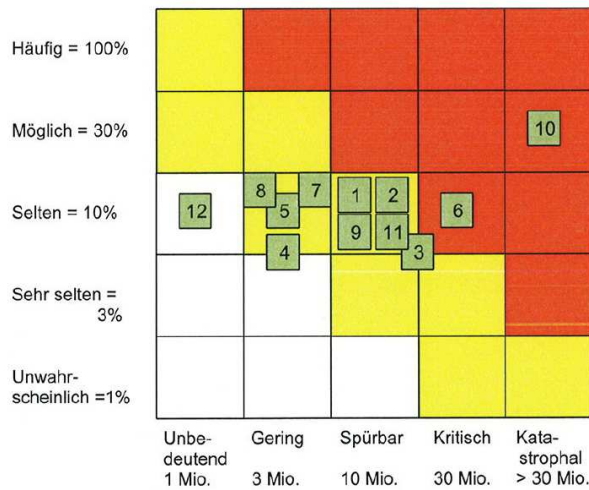 Häufig = 100%
Möglich = 30%
10
Selten = 10%
12
8
5
7
1
2
6
4
9
11
3
Sehr selten =
3%
Unwahr-
scheinlich =1%
Unbe-
deutend
1 Mio.
Gering
3 Mio.
Spürbar
10 Mio.
Kritisch
30 Mio.
Kata-
strophal
> 30 Mio.